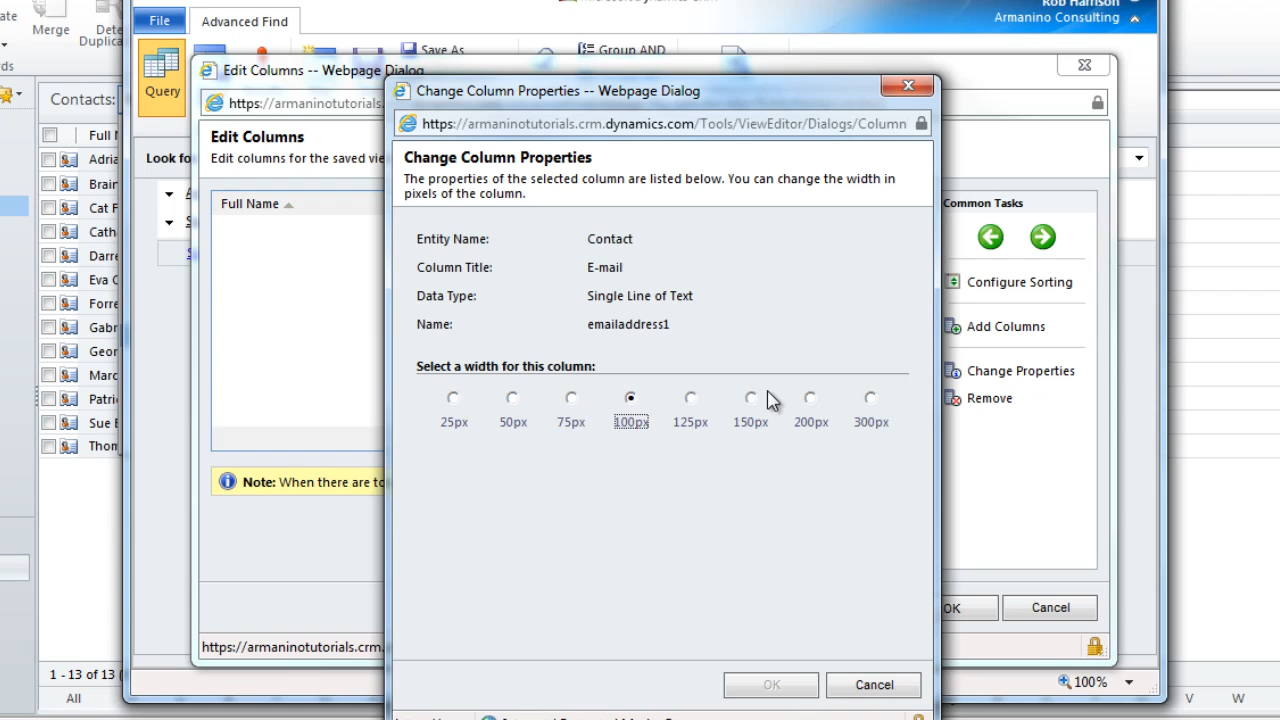 Rob Harrison
Armanino Consulting
Merge
File
Advanced Find
Save As
Group AND
Contacts:
Query
Edit Columns -- Webpage Dialog
https://armaninotutorials.
Edit Columns
Edit columns for the saved vie
Look fo
Full Name
Note: When there are to
https://armaninotutorials.crm.
Change Column Properties -- Webpage Dialog
https://armaninotutorials.crm.dynamics.com/Tools/ViewEditor/Dialogs/Column
Change Column Properties
The properties of the selected column are listed below. You can change the width in
pixels of the column.
Entity Name: Contact
Column Title: E-mail
Data Type: Single Line of Text
Name: emailaddress1
Select a width for this column:
25px 50px 75px 100px 125px 150px 200px 300px
OK Cancel
Common Tasks
Configure Sorting
Add Columns
Change Properties
Remove
OK Cancel
100%
Full
Adria
Brain
Cat F
Cath
Darre
Eva C
Forre
Gabr
Geor
Marc
Patri
Sue B
Thom
1 - 13 of 13
All
V W